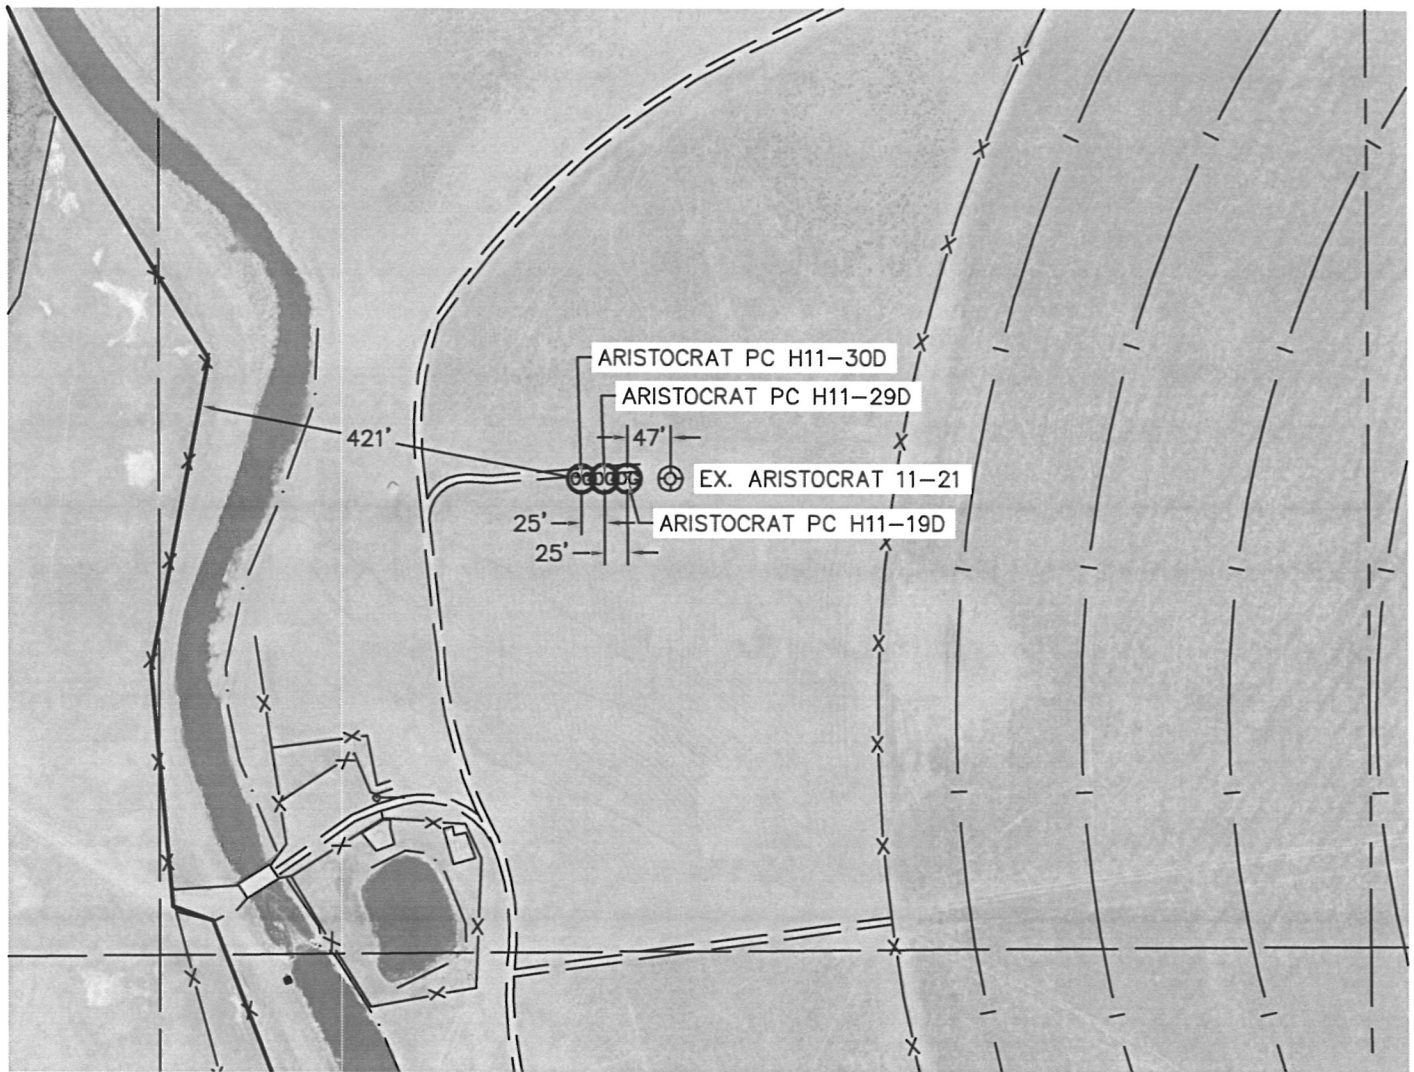 ARISTOCRAT PC H11-30D
ARISTOCRAT PC H11-29D
421'
47'
EX. ARISTOCRAT 11-21
25'
ARISTOCRAT PC H11-19D
25'